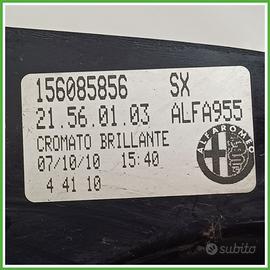 156085856 SX
21.56.01.03 ALFA955
CROMATO BRILLANTE
07/10/10 15:40
4 41 10
ALFA ROMEO
subito